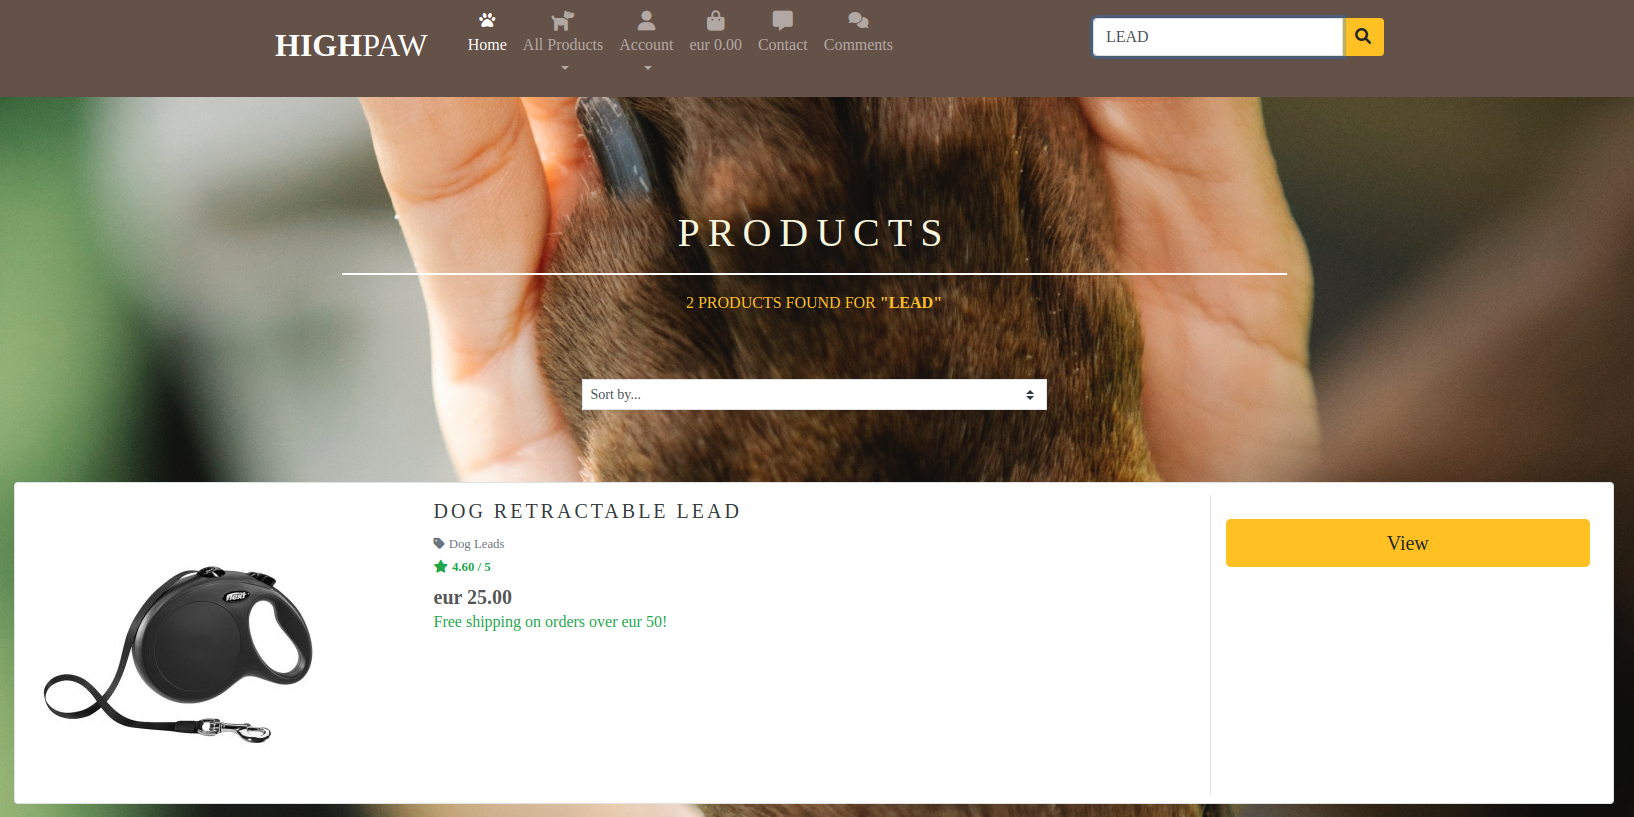 HIGHPAW
Home
All Products
Account
eur 0.00
Contact
Comments
LEAD
PRODUCTS
2 PRODUCTS FOUND FOR "LEAD"
Sort by...
DOG RETRACTABLE LEAD
Dog Leads
4.60 / 5
eur 25.00
Free shipping on orders over eur 50!
View
flexi